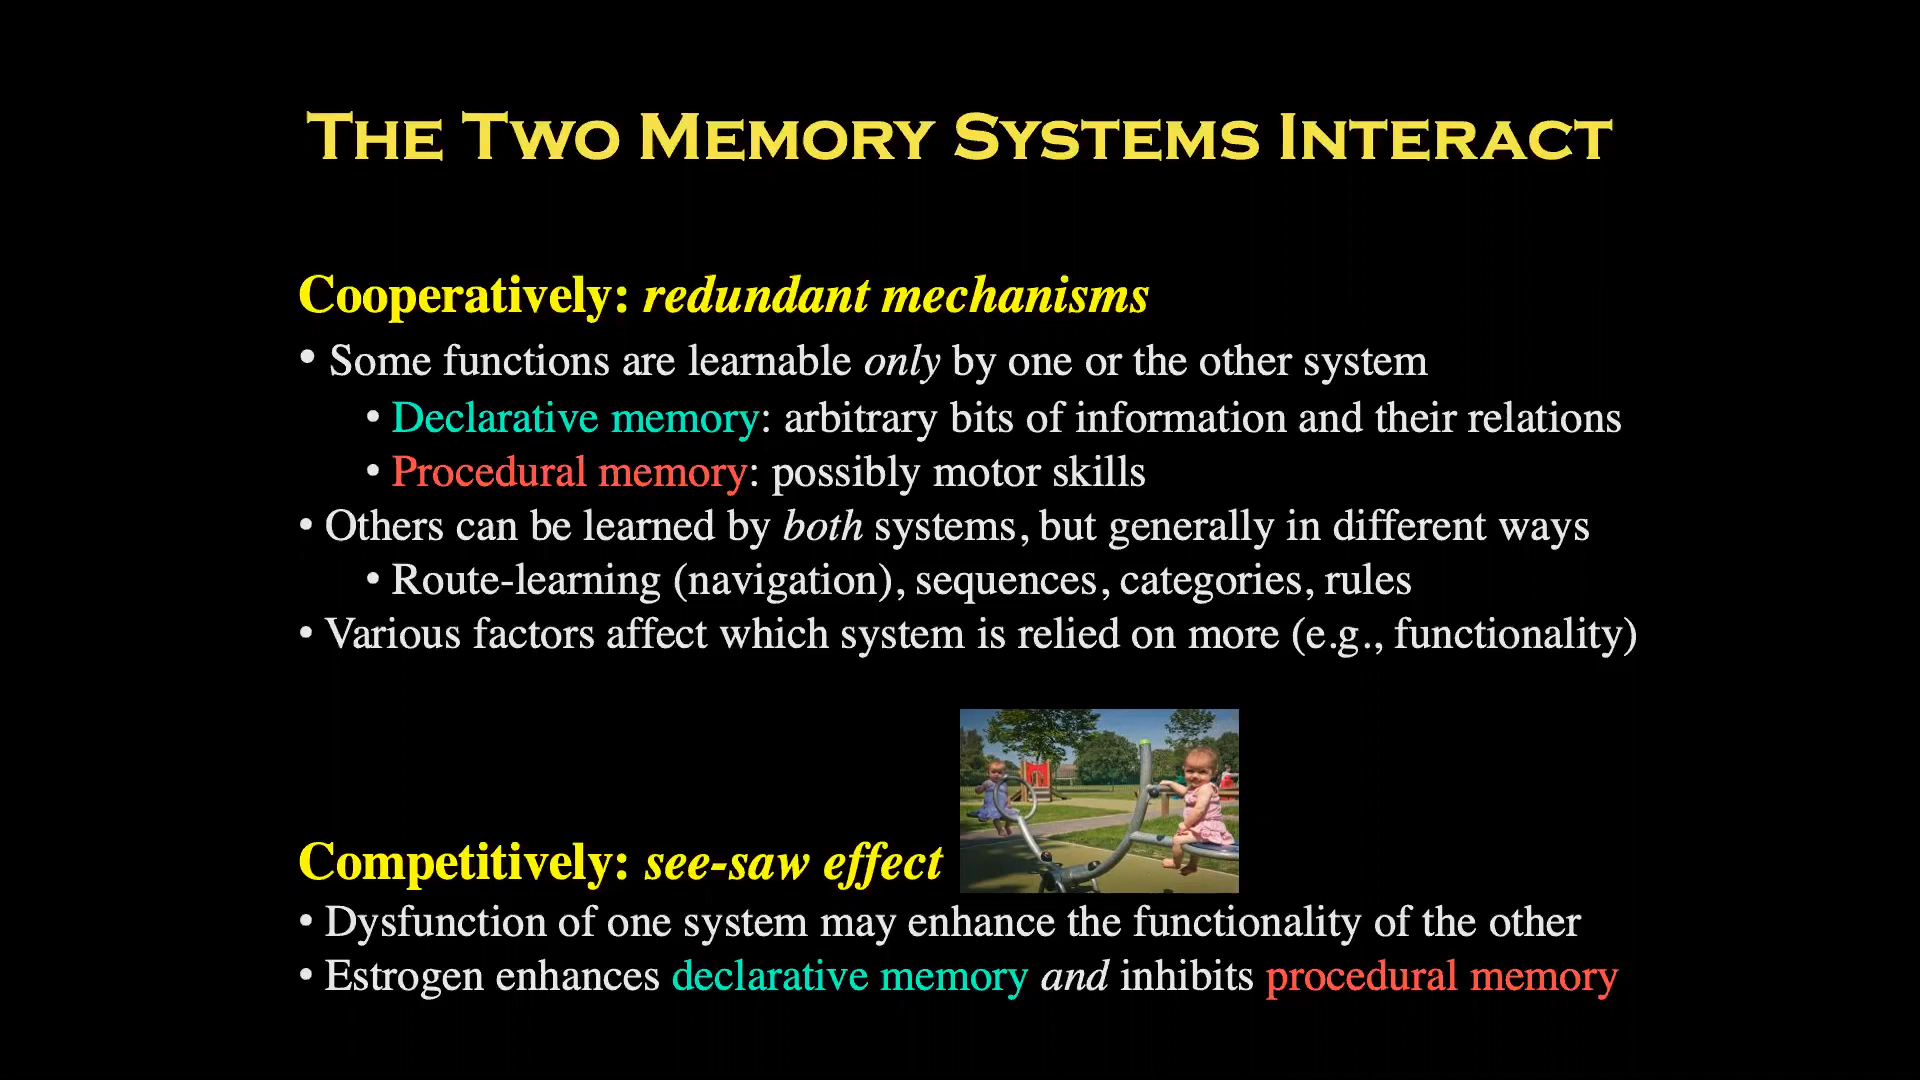 THE TWO MEMORY SYSTEMS INTERACT
Cooperatively: redundant mechanisms
• Some functions are learnable only by one or the other system
• Declarative memory: arbitrary bits of information and their relations
• Procedural memory: possibly motor skills
• Others can be learned by both systems, but generally in different ways
• Route-learning (navigation), sequences, categories, rules
• Various factors affect which system is relied on more (e.g., functionality)
Competitively: see-saw effect
• Dysfunction of one system may enhance the functionality of the other
• Estrogen enhances declarative memory and inhibits procedural memory